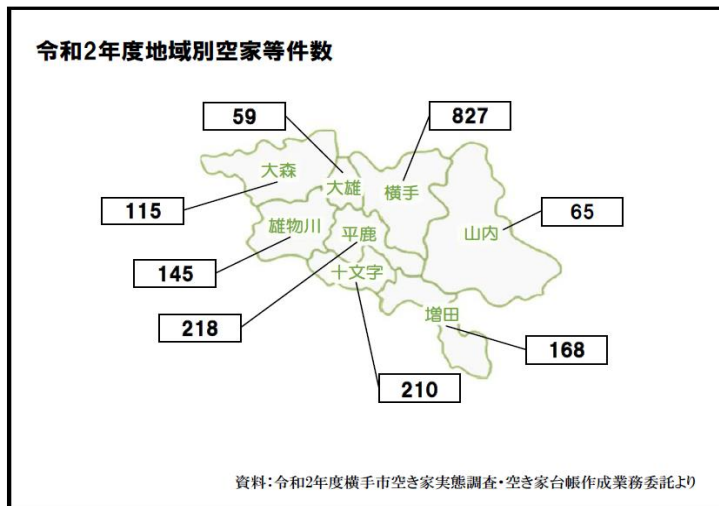 令和2年度地域別空家等件数
59
827
大森
大雄
横手
115
65
雄物川
平鹿
山内
145
十文字
218
増田
168
210
資料:令和2年度横手市空き家実態調査・空き家台帳作成業務委託より